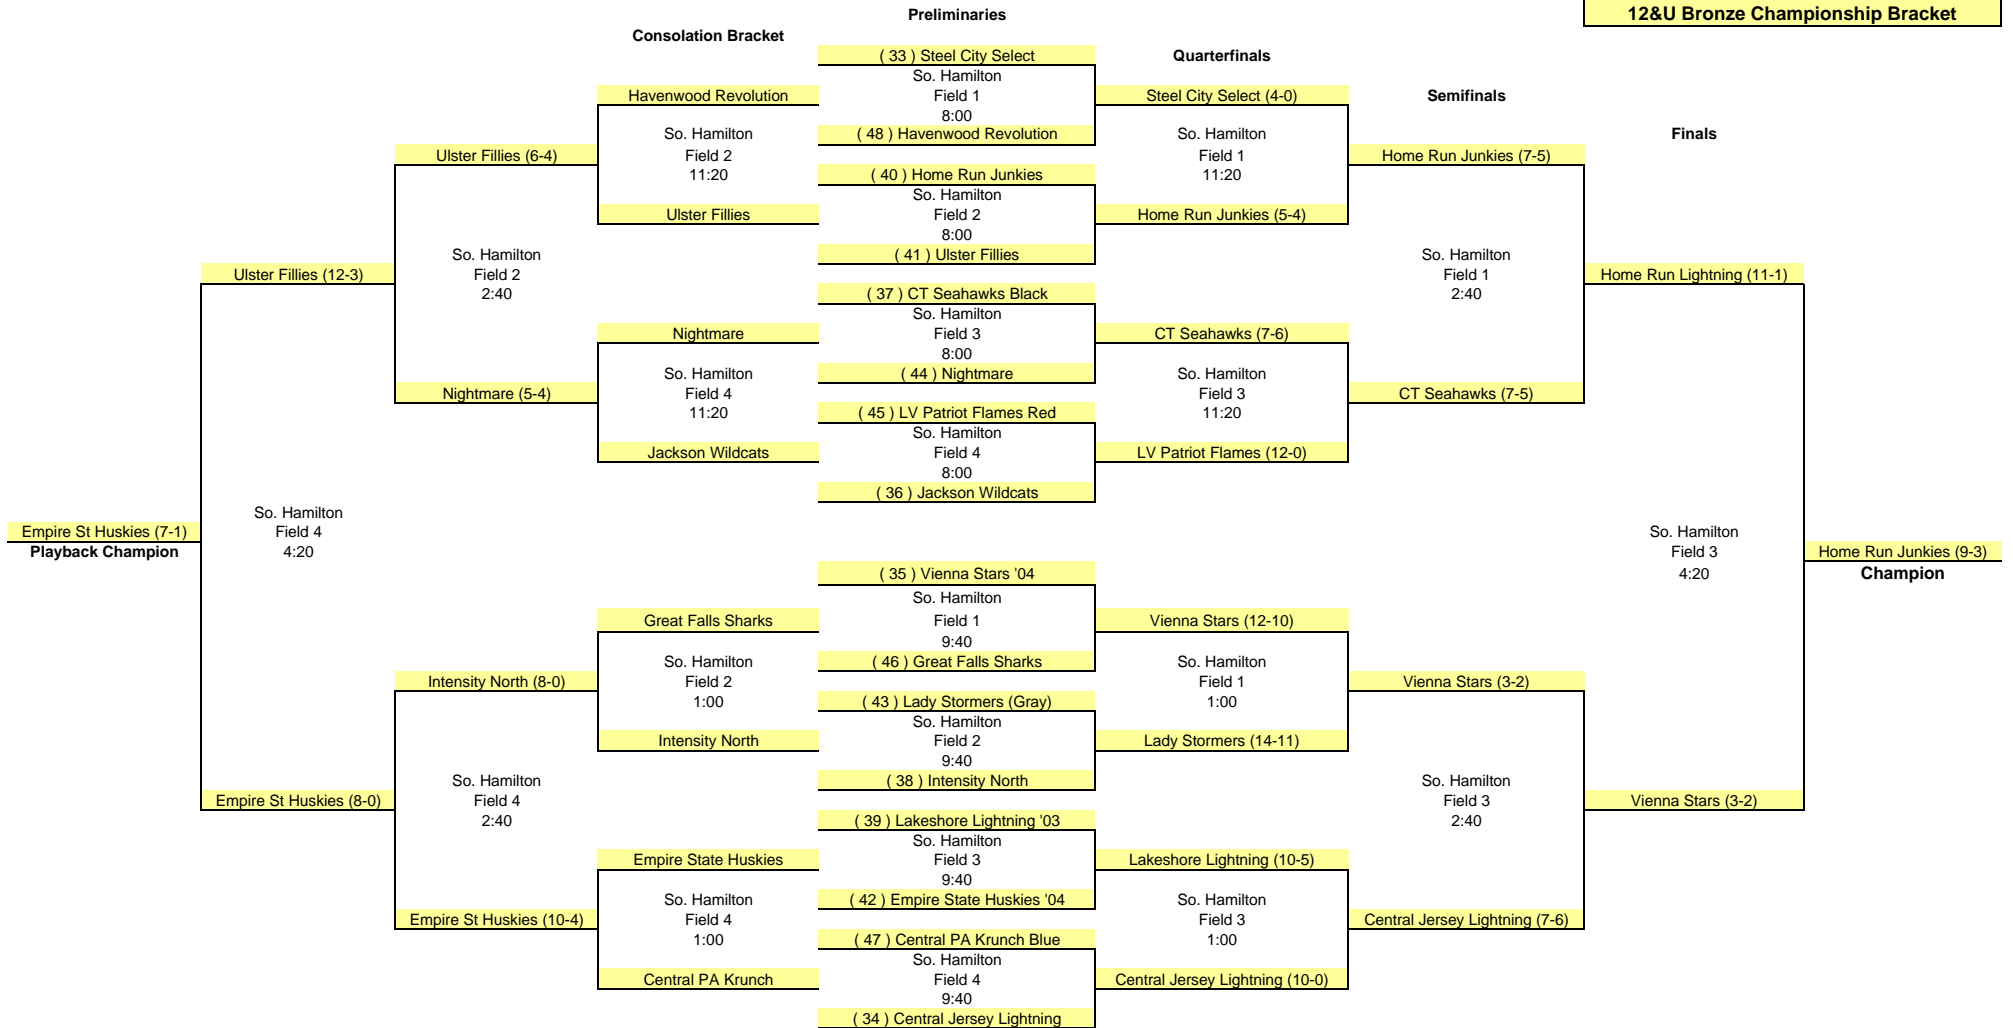 Preliminaries
12&U Bronze Championship Bracket
Consolation Bracket
( 33 ) Steel City Select
Quarterfinals
So. Hamilton
Havenwood Revolution
Field 1
Steel City Select (4-0)
Semifinals
8:00
So. Hamilton
( 48 ) Havenwood Revolution
So. Hamilton
Finals
Ulster Fillies (6-4)
Field 2
Field 1
Home Run Junkies (7-5)
11:20
( 40 ) Home Run Junkies
11:20
So. Hamilton
Ulster Fillies
Field 2
Home Run Junkies (5-4)
8:00
So. Hamilton
( 41 ) Ulster Fillies
So. Hamilton
Ulster Fillies (12-3)
Field 2
Field 1
Home Run Lightning (11-1)
2:40
( 37 ) CT Seahawks Black
2:40
So. Hamilton
Nightmare
Field 3
CT Seahawks (7-6)
8:00
So. Hamilton
( 44 ) Nightmare
So. Hamilton
Nightmare (5-4)
Field 4
Field 3
CT Seahawks (7-5)
11:20
( 45 ) LV Patriot Flames Red
11:20
So. Hamilton
Jackson Wildcats
Field 4
LV Patriot Flames (12-0)
8:00
( 36 ) Jackson Wildcats
So. Hamilton
Empire St Huskies (7-1)
Field 4
So. Hamilton
Playback Champion
4:20
Field 3
Home Run Junkies (9-3)
( 35 ) Vienna Stars '04
4:20
Champion
So. Hamilton
Great Falls Sharks
Field 1
Vienna Stars (12-10)
9:40
So. Hamilton
( 46 ) Great Falls Sharks
So. Hamilton
Intensity North (8-0)
Field 2
Field 1
Vienna Stars (3-2)
1:00
( 43 ) Lady Stormers (Gray)
1:00
So. Hamilton
Intensity North
Field 2
Lady Stormers (14-11)
9:40
So. Hamilton
( 38 ) Intensity North
So. Hamilton
Empire St Huskies (8-0)
Field 4
Field 3
Vienna Stars (3-2)
2:40
( 39 ) Lakeshore Lightning '03
2:40
So. Hamilton
Empire State Huskies
Field 3
Lakeshore Lightning (10-5)
9:40
So. Hamilton
( 42 ) Empire State Huskies '04
So. Hamilton
Empire St Huskies (10-4)
Field 4
Field 3
Central Jersey Lightning (7-6)
1:00
( 47 ) Central PA Krunch Blue
1:00
So. Hamilton
Central PA Krunch
Field 4
Central Jersey Lightning (10-0)
9:40
( 34 ) Central Jersey Lightning